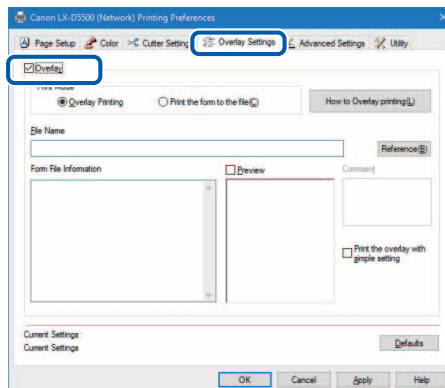 Canon LX-D5500 (Network) Printing Preferences
Page Setup Color Cutter Setting Overlay Settings Advanced Settings Utility
Overlay
Print Mode
Overlay Printing Print the form to the file(C) How to Overlay printing(L)
File Name
Reference(B)
Form File Information Preview Comment
Print the overlay with
simple setting
Current Settings:
Current Settings
Defaults
OK Cancel Apply Help